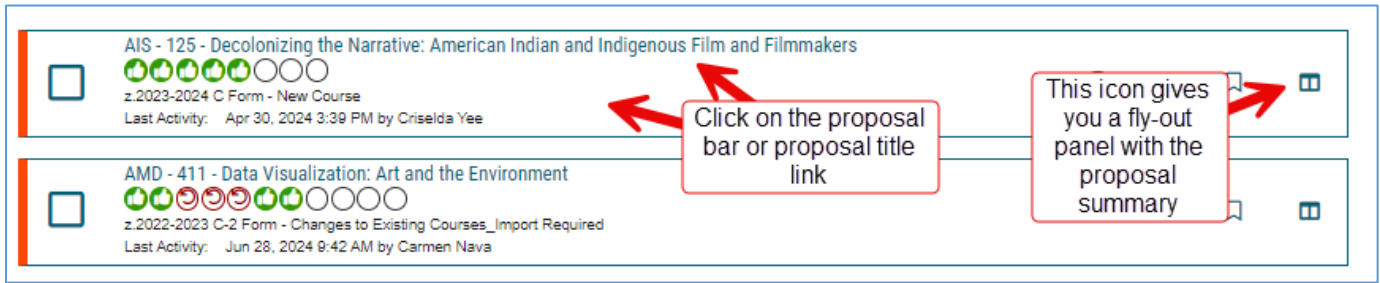 AIS - 125 - Decolonizing the Narrative: American Indian and Indigenous Film and Filmmakers
z.2023-2024 C Form - New Course
Last Activity: Apr 30, 2024 3:39 PM by Criselda Yee
Click on the proposal
bar or proposal title
link
This icon gives
you a fly-out
panel with the
proposal
summary
AMD - 411 - Data Visualization: Art and the Environment
z.2022-2023 C-2 Form - Changes to Existing Courses_Import Required
Last Activity: Jun 28, 2024 9:42 AM by Carmen Nava